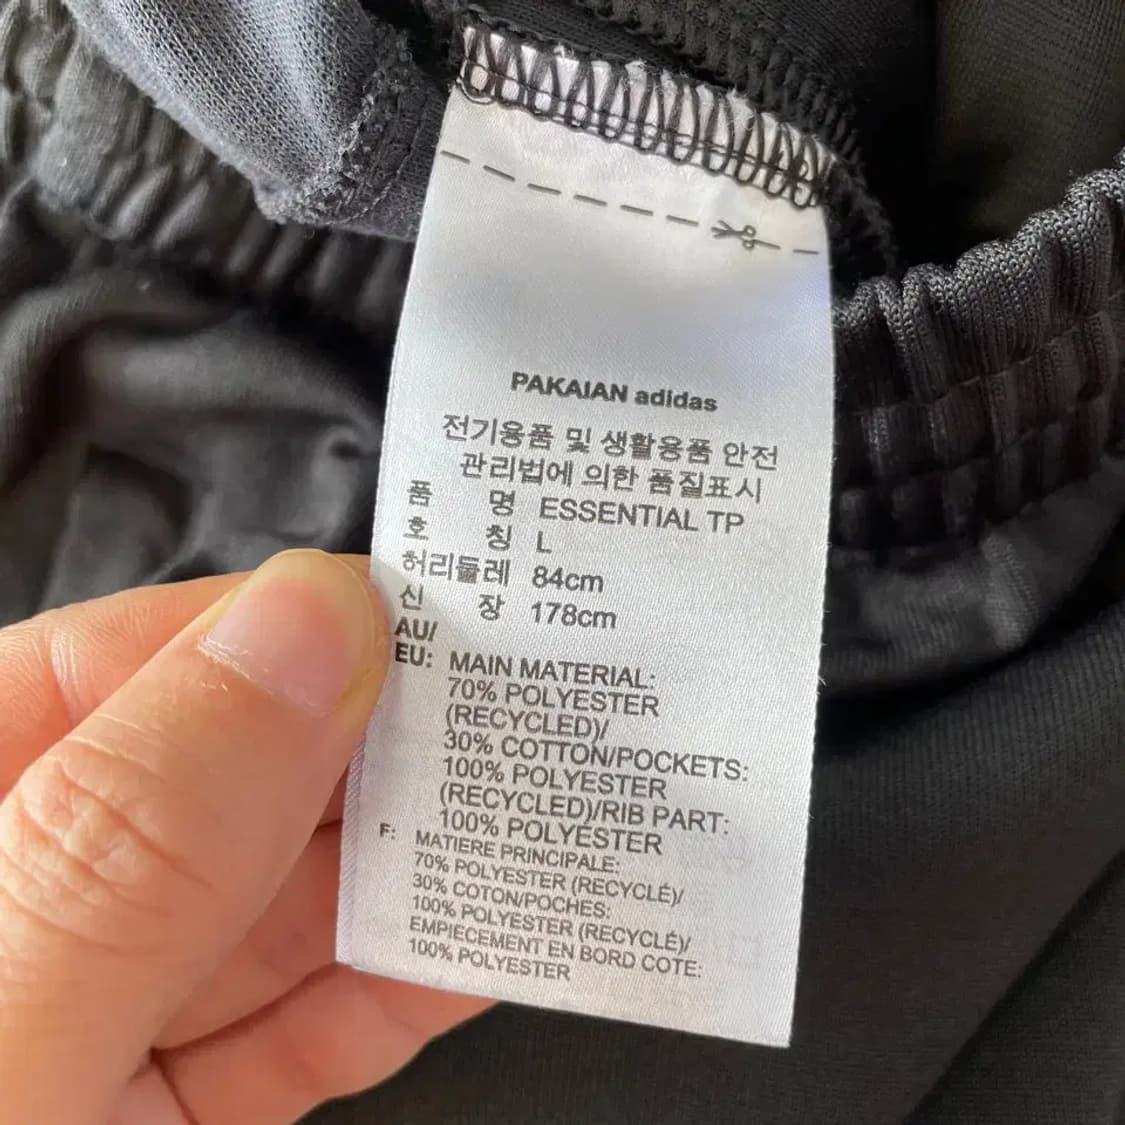 PAKAIAN adidas
전기용품 및 생활용품 안전
관리법에 의한 품질표시
품 명 ESSENTIAL TP
호 칭 L
허리들레 84cm
신 장 178cm
AU/
EU: MAIN MATERIAL:
70% POLYESTER
(RECYCLED)/
30% COTTON/POCKETS:
100% POLYESTER
(RECYCLED)/RIB PART:
100% POLYESTER
F: MATIERE PRINCIPALE:
70% POLYESTER (RECYCLÉ)/
30% COTON/POCHES:
100% POLYESTER (RECYCLÉ)/
EMPIECEMENT EN BORD COTE:
100% POLYESTER